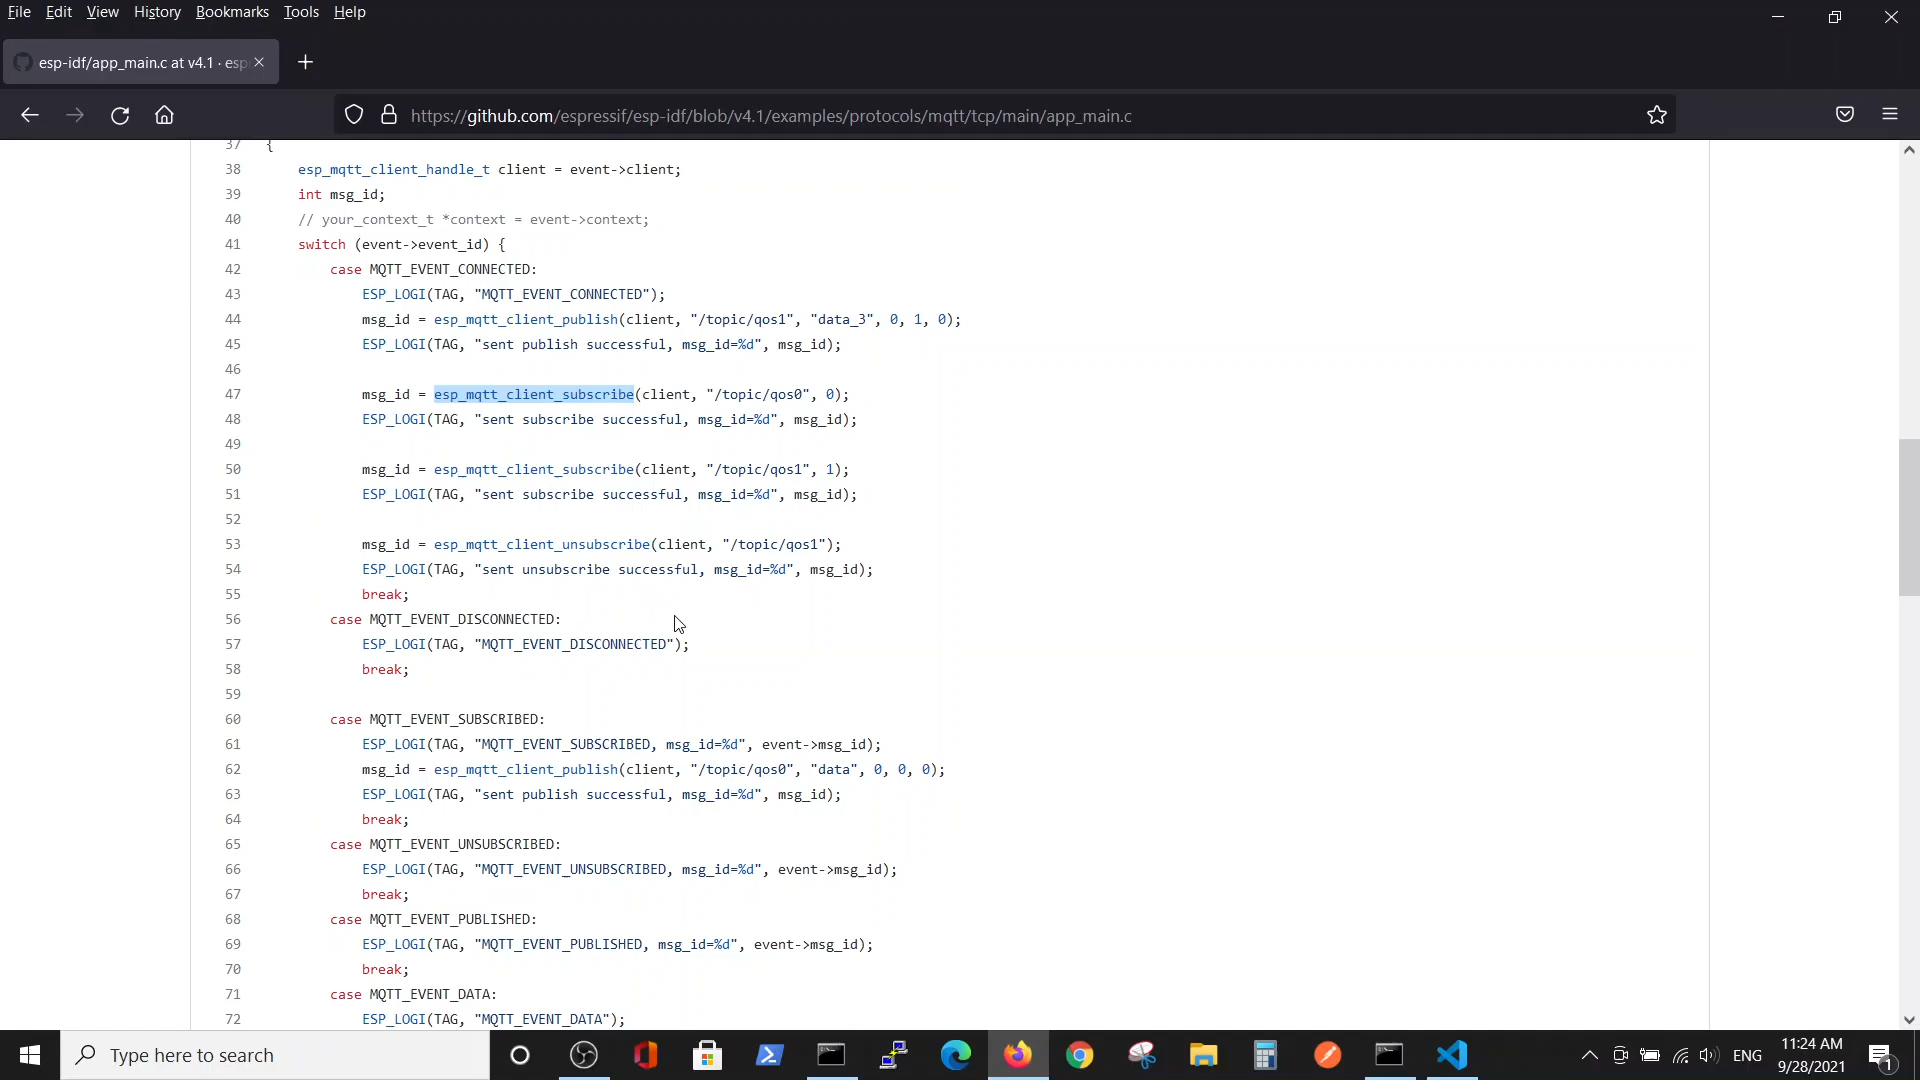 File Edit View History Bookmarks Tools Help
esp-idf/app_main.c at v4.1 · esp
https://github.com/espressif/esp-idf/blob/v4.1/examples/protocols/mqtt/tcp/main/app_main.c
37 {
38 esp_mqtt_client_handle_t client = event->client;
39 int msg_id;
40 // your_context_t *context = event->context;
41 switch (event->event_id) {
42 case MQTT_EVENT_CONNECTED:
43 ESP_LOGI(TAG, "MQTT_EVENT_CONNECTED");
44 msg_id = esp_mqtt_client_publish(client, "/topic/qos1", "data_3", 0, 1, 0);
45 ESP_LOGI(TAG, "sent publish successful, msg_id=%d", msg_id);
46
47 msg_id = esp_mqtt_client_subscribe(client, "/topic/qos0", 0);
48 ESP_LOGI(TAG, "sent subscribe successful, msg_id=%d", msg_id);
49
50 msg_id = esp_mqtt_client_subscribe(client, "/topic/qos1", 1);
51 ESP_LOGI(TAG, "sent subscribe successful, msg_id=%d", msg_id);
52
53 msg_id = esp_mqtt_client_unsubscribe(client, "/topic/qos1");
54 ESP_LOGI(TAG, "sent unsubscribe successful, msg_id=%d", msg_id);
55 break;
56 case MQTT_EVENT_DISCONNECTED:
57 ESP_LOGI(TAG, "MQTT_EVENT_DISCONNECTED");
58 break;
59
60 case MQTT_EVENT_SUBSCRIBED:
61 ESP_LOGI(TAG, "MQTT_EVENT_SUBSCRIBED, msg_id=%d", event->msg_id);
62 msg_id = esp_mqtt_client_publish(client, "/topic/qos0", "data", 0, 0, 0);
63 ESP_LOGI(TAG, "sent publish successful, msg_id=%d", msg_id);
64 break;
65 case MQTT_EVENT_UNSUBSCRIBED:
66 ESP_LOGI(TAG, "MQTT_EVENT_UNSUBSCRIBED, msg_id=%d", event->msg_id);
67 break;
68 case MQTT_EVENT_PUBLISHED:
69 ESP_LOGI(TAG, "MQTT_EVENT_PUBLISHED, msg_id=%d", event->msg_id);
70 break;
71 case MQTT_EVENT_DATA:
72 ESP_LOGI(TAG, "MQTT_EVENT_DATA");
Type here to search
ENG
11:24 AM
9/28/2021
1